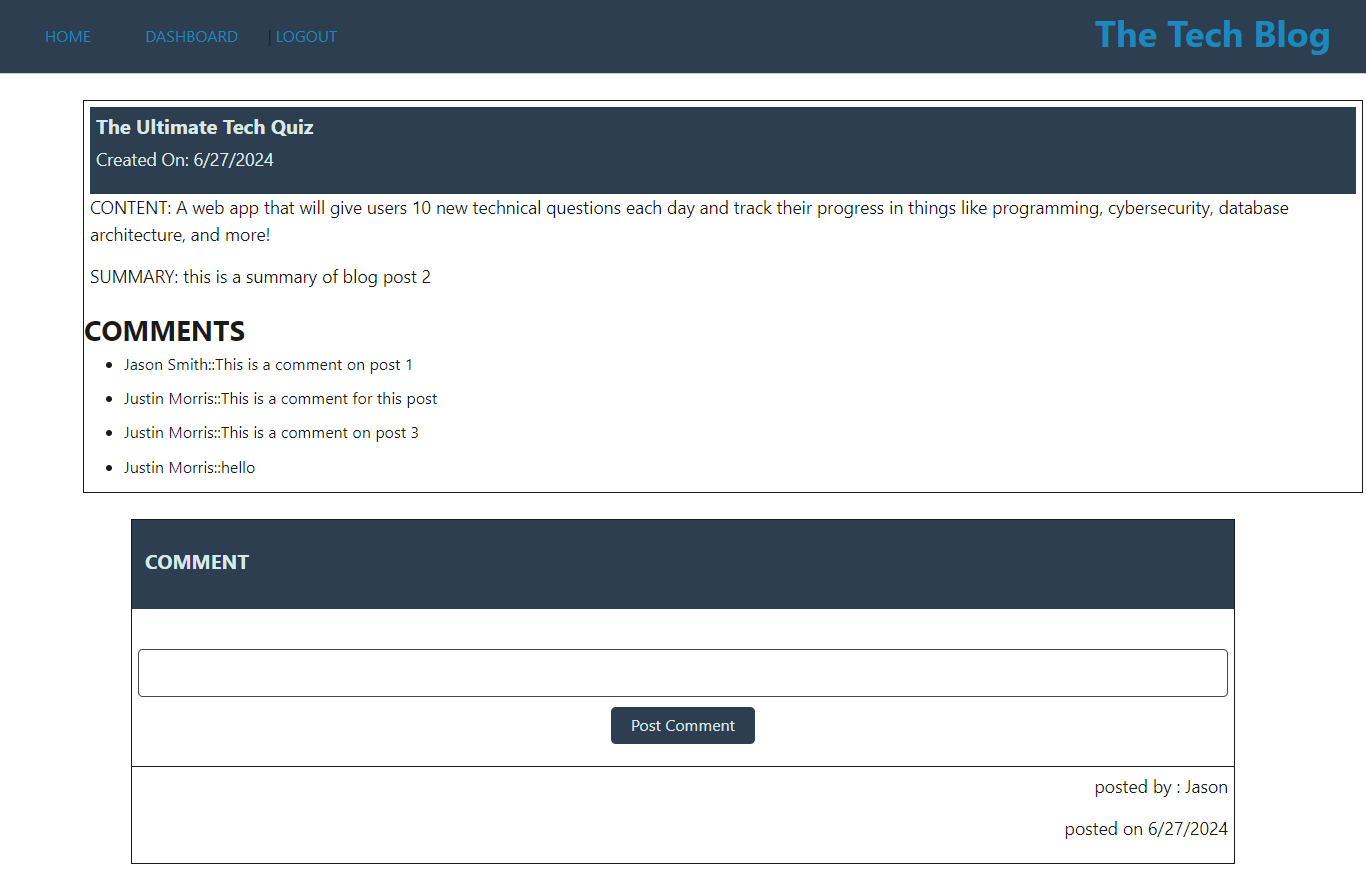 HOME DASHBOARD | LOGOUT The Tech Blog
The Ultimate Tech Quiz
Created On: 6/27/2024
CONTENT: A web app that will give users 10 new technical questions each day and track their progress in things like programming, cybersecurity, database
architecture, and more!
SUMMARY: this is a summary of blog post 2
COMMENTS
• Jason Smith::This is a comment on post 1
• Justin Morris::This is a comment for this post
• Justin Morris::This is a comment on post 3
• Justin Morris::hello
COMMENT
Post Comment
posted by : Jason
posted on 6/27/2024